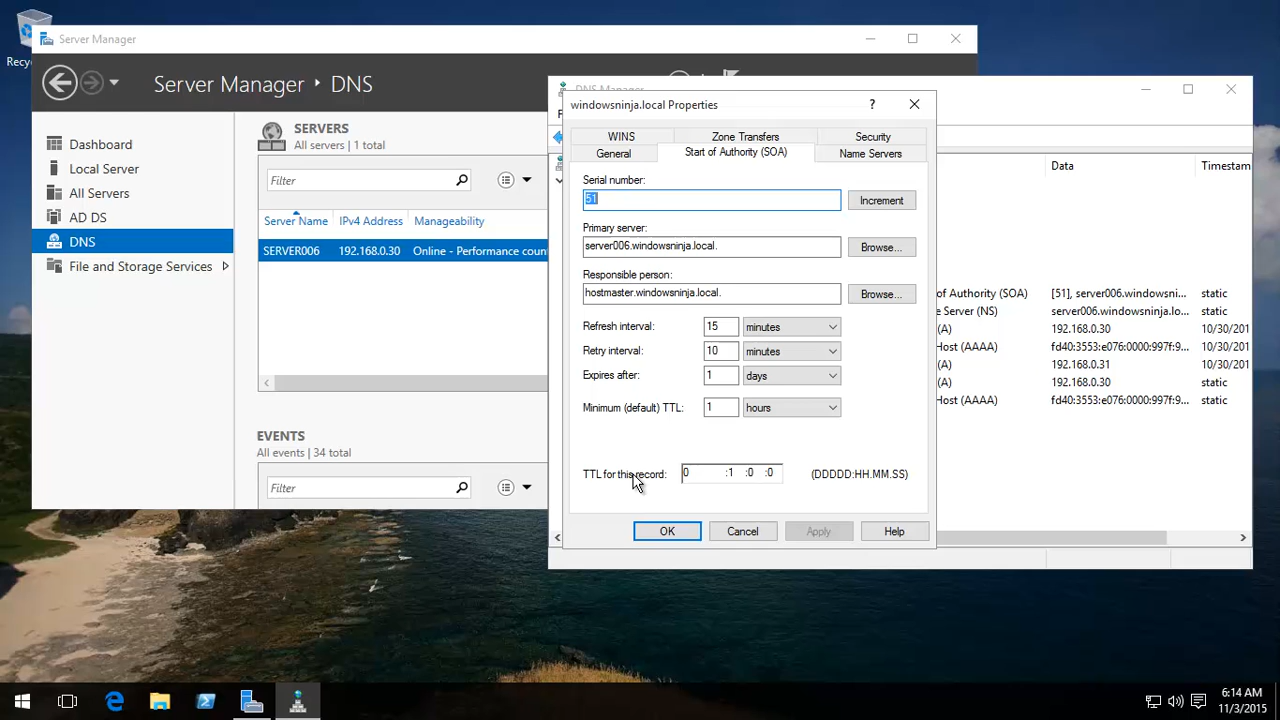 Recy
Server Manager
Server Manager ▸ DNS
Dashboard
Local Server
All Servers
AD DS
DNS
File and Storage Services
SERVERS
All servers | 1 total
Filter
Server Name IPv4 Address Manageability
SERVER006 192.168.0.30 Online - Performance coun
EVENTS
All events | 34 total
Filter
DNS Manager
F
windowsninja.local Properties
WINS Zone Transfers Security
General Start of Authority (SOA) Name Servers
Serial number:
51 Increment
Primary server:
server006.windowsninja.local. Browse...
Responsible person:
hostmaster.windowsninja.local. Browse...
Refresh interval: 15 minutes
Retry interval: 10 minutes
Expires after: 1 days
Minimum (default) TTL: 1 hours
TTL for this record: 0 :1 :0 :0 (DDDDD:HH.MM.SS)
OK Cancel Apply Help
Data Timestam
of Authority (SOA) [51], server006.windowsni... static
e Server (NS) server006.windowsninja.lo... static
(A) 192.168.0.30 10/30/201
Host (AAAA) fd40:3553:e076:0000:997f:9... 10/30/201
(A) 192.168.0.31 10/30/201
(A) 192.168.0.30 static
Host (AAAA) fd40:3553:e076:0000:997f:9... static
6:14 AM
11/3/2015